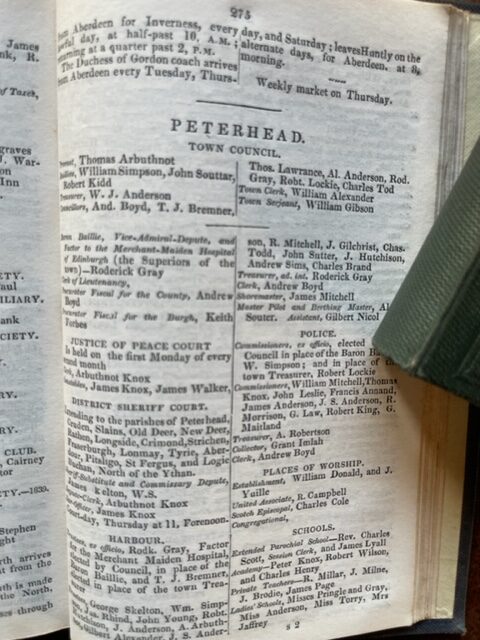 275
Aberdeen for Inverness, every
ful day, at half-past 10, A.M.;
at a quarter past 2, P.M.
The Duchess of Gordon coach arrives
Aberdeen every Tuesday, Thurs-
day, and Saturday; leaves Huntly on the
alternate days, for Aberdeen, at 8,
morning.
Weekly market on Thursday.
PETERHEAD.
TOWN COUNCIL.
Thomas Arbuthnot
William Simpson, John Souttar,
Robert Kidd
W. J. Anderson
And. Boyd, T. J. Bremner,
Thos. Lawrance, Al. Anderson, Rod.
Gray, Robt. Lockie, Charles Tod
Town Clerk, William Alexander
Town Serjeant, William Gibson
Baillie, Vice-Admiral-Depute, and
Factor to the Merchant-Maiden Hospital
of Edinburgh (the Superiors of the
town)—Roderick Gray
of Lieutenancy,
Fiscal for the County, Andrew
Boyd
Fiscal for the Burgh, Keith
Forbes
JUSTICE OF PEACE COURT
Is held on the first Monday of every
month
Arbuthnot Knox
James Knox, James Walker,
DISTRICT SHERIFF COURT.
to the parishes of Peterhead,
Cruden, Slains, Old Deer, New Deer,
Longside, Crimond, Strichen,
Lonmay, Tyrie, Aber-
dour, Pitsligo, St Fergus, and Logie
Buchan, North of the Ythan.
and Commissary Depute,
W.S.
Arbuthnot Knox
James Knox
Thursday at 11, Forenoon.
HARBOUR.
ex officio, Rodk. Gray, Factor
for the Merchant Maiden Hospital,
by Council, in place of the
Baillie, and T. J. Bremner,
in place of the town Trea-
George Skelton, Wm. Simp-
Jas. Rhind, John Young, Robt.
J. Anderson, A. Arbuth-
Alexander, J. S. Ander-
son, R. Mitchell, J. Gilchrist, Chas.
Todd, John Sutter, J. Hutchison,
Andrew Sims, Charles Brand
Treasurer, ad. int. Roderick Gray
Clerk, Andrew Boyd
Shoremaster, James Mitchell
Master Pilot and Berthing Master,
Souter. Assistant, Gilbert Nicol
POLICE.
Commissioners, ex officio, elected
Council in place of the Baron
W. Simpson; and in place of
town Treasurer, Robert Lockie
Commissioners, William Mitchell, Thomas
Knox, John Leslie, Francis Annand,
James Anderson, J. S. Anderson, R.
Morrison, G. Law, Robert King, G.
Maitland
Treasurer, A. Robertson
Collector, Grant Imlah
Clerk, Andrew Boyd
PLACES OF WORSHIP.
Establishment, William Donald, and J.
Yuille
United Associate, R. Campbell
Scotch Episcopal, Charles Cole
Congregational,
SCHOOLS.
Extended Parochial School—Rev. Charles
Scott, Session Clerk, and James Lyall
Academy—Peter Knox, Robert Wilson,
and Charles Henry
Private Teachers—R. Millar, J. Milne,
J. Brodie, James Page
Ladies' Schools, Misses Pringle and Gray,
Miss Anderson, Miss Torry, Mrs
Jaffrey
S 2